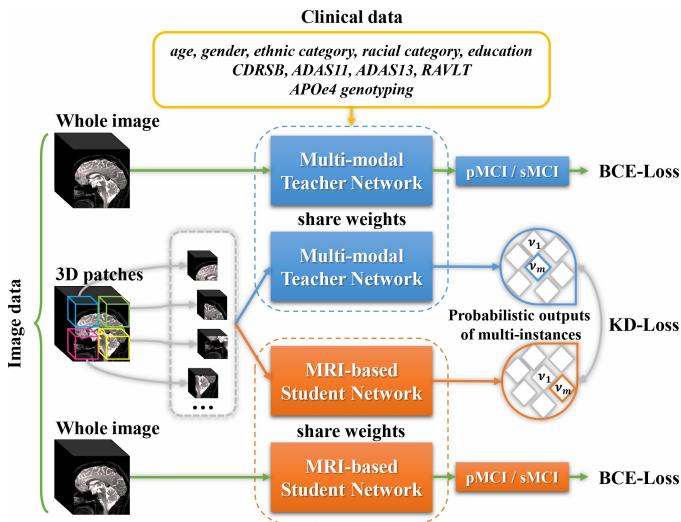 Clinical data
age, gender, ethnic category, racial category, education
CDRSB, ADAS11, ADAS13, RAVLT
APOe4 genotyping
Whole image
Multi-modal
Teacher Network
pMCI / sMCI
BCE-Loss
share weights
3D patches
Multi-modal
Teacher Network
v₁
vₘ
Image data
Probabilistic outputs
of multi-instances
KD-Loss
MRI-based
Student Network
v₁
vₘ
...
Whole image
share weights
MRI-based
Student Network
pMCI / sMCI
BCE-Loss